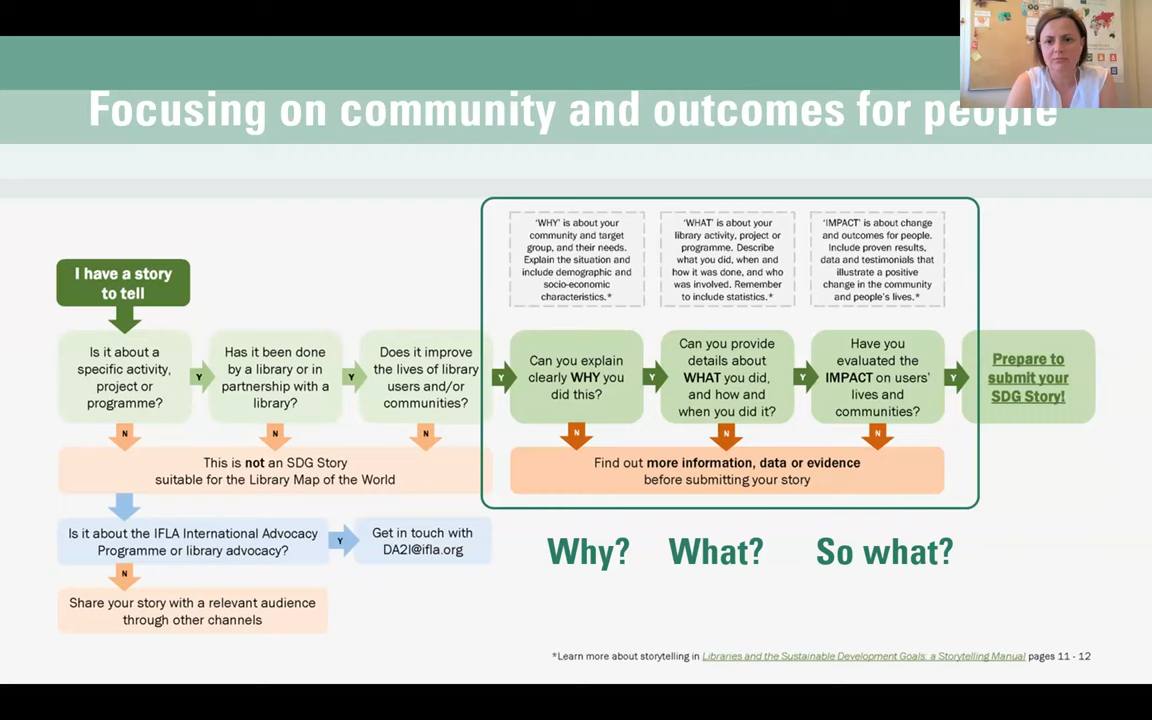 Focusing on community and outcomes for people
'WHY' is about your
community and target
group, and their needs.
Explain the situation and
include demographic and
socio-economic
characteristics.*
'WHAT' is about your
library activity, project or
programme. Describe
what you did, when and
how it was done, and who
was involved. Remember
to include statistics.*
'IMPACT' is about change
and outcomes for people.
Include proven results,
data and testimonials that
illustrate a positive
change in the community
and people's lives.*
I have a story
to tell
Is it about a
specific activity,
project or
programme?
Y
Has it been done
by a library or in
partnership with a
library?
Y
Does it improve
the lives of library
users and/or
communities?
Y
Can you explain
clearly WHY you
did this?
Y
Can you provide
details about
WHAT you did,
and how and
when you did it?
Y
Have you
evaluated the
IMPACT on users'
lives and
communities?
Y
Prepare to
submit your
SDG Story!
N
N
N
N
N
N
This is not an SDG Story
suitable for the Library Map of the World
Find out more information, data or evidence
before submitting your story
Is it about the IFLA International Advocacy
Programme or library advocacy?
Y
Get in touch with
DA2I@ifla.org
N
Share your story with a relevant audience
through other channels
Why?
What?
So what?
*Learn more about storytelling in Libraries and the Sustainable Development Goals: a Storytelling Manual pages 11 - 12